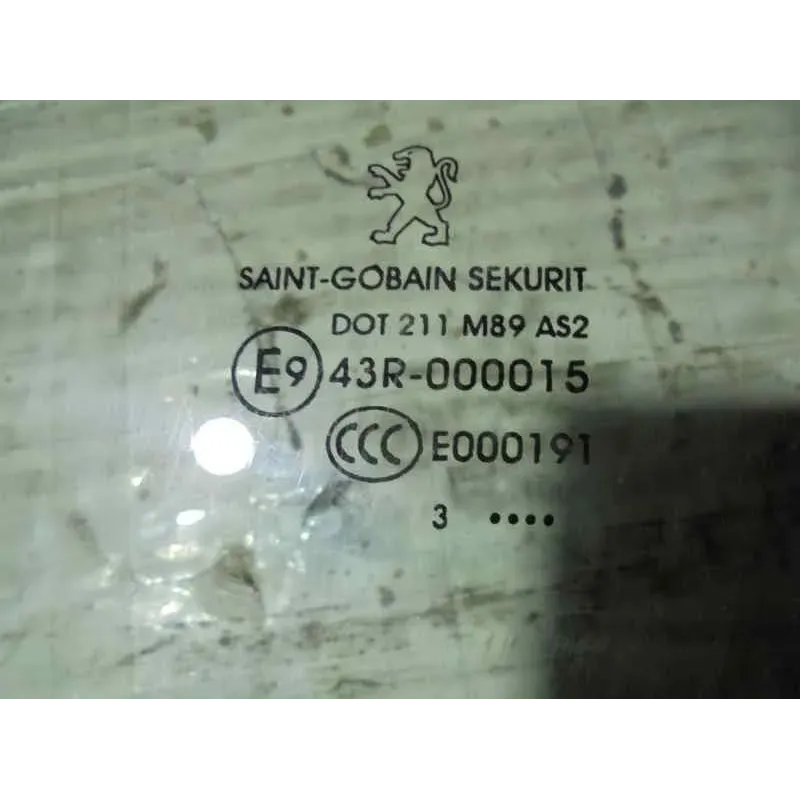 SAINT-GOBAIN SEKURIT
DOT 211 M89 AS2
E9 43R-000015
CCC E000191
3 ••••